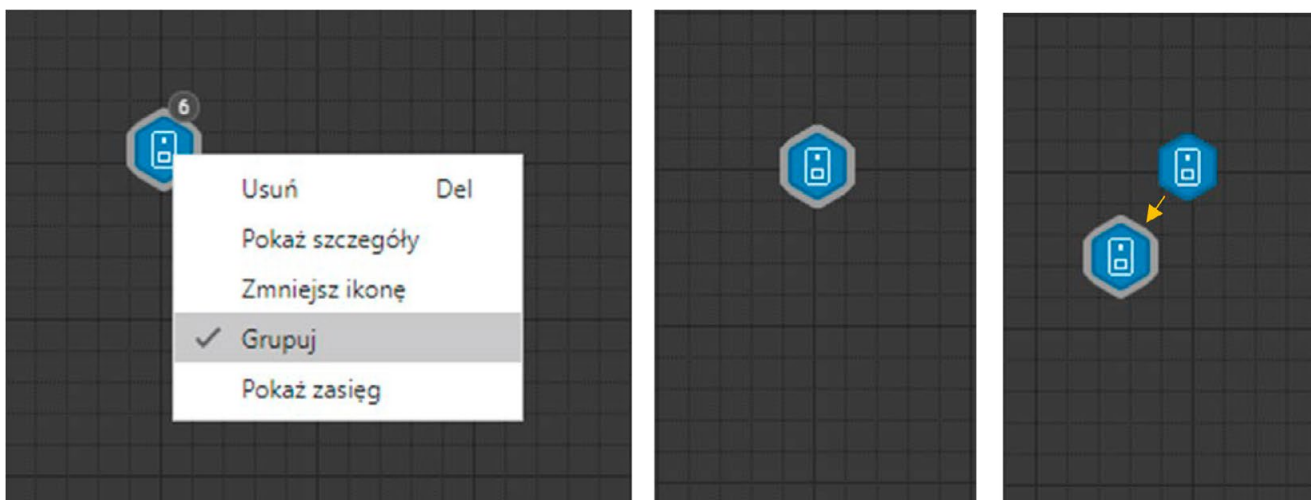 6
Usuń Del
Pokaż szczegóły
Zmniejsz ikonę
Grupuj
Pokaż zasięg